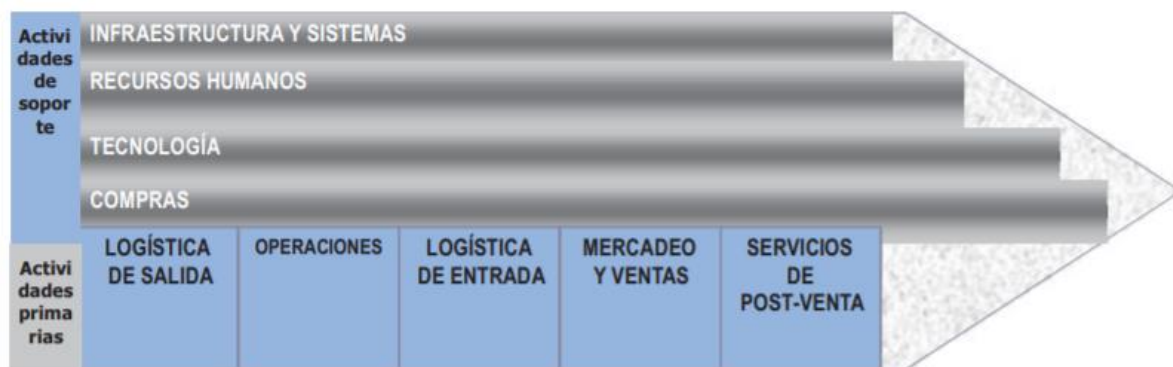 Activi
dades
de
sopor
te
INFRAESTRUCTURA Y SISTEMAS
RECURSOS HUMANOS
TECNOLOGÍA
COMPRAS
Activi
dades
prima
rias
LOGÍSTICA
DE SALIDA
OPERACIONES
LOGÍSTICA
DE ENTRADA
MERCADEO
Y VENTAS
SERVICIOS
DE
POST-VENTA